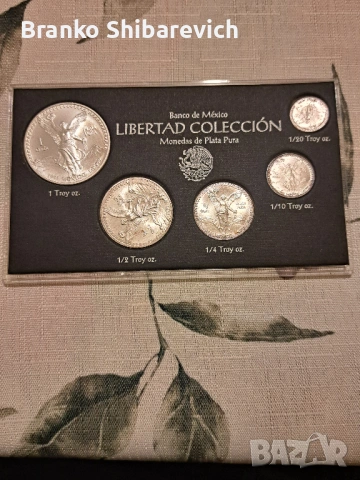 Branko Shibarevich
Banco de México
LIBERTAD COLECCIÓN
Monedas de Plata Pura
1/20 Troy oz.
1 Troy oz.
1/10 Troy oz.
1/4 Troy oz.
1/2 Troy oz.
BAZAR